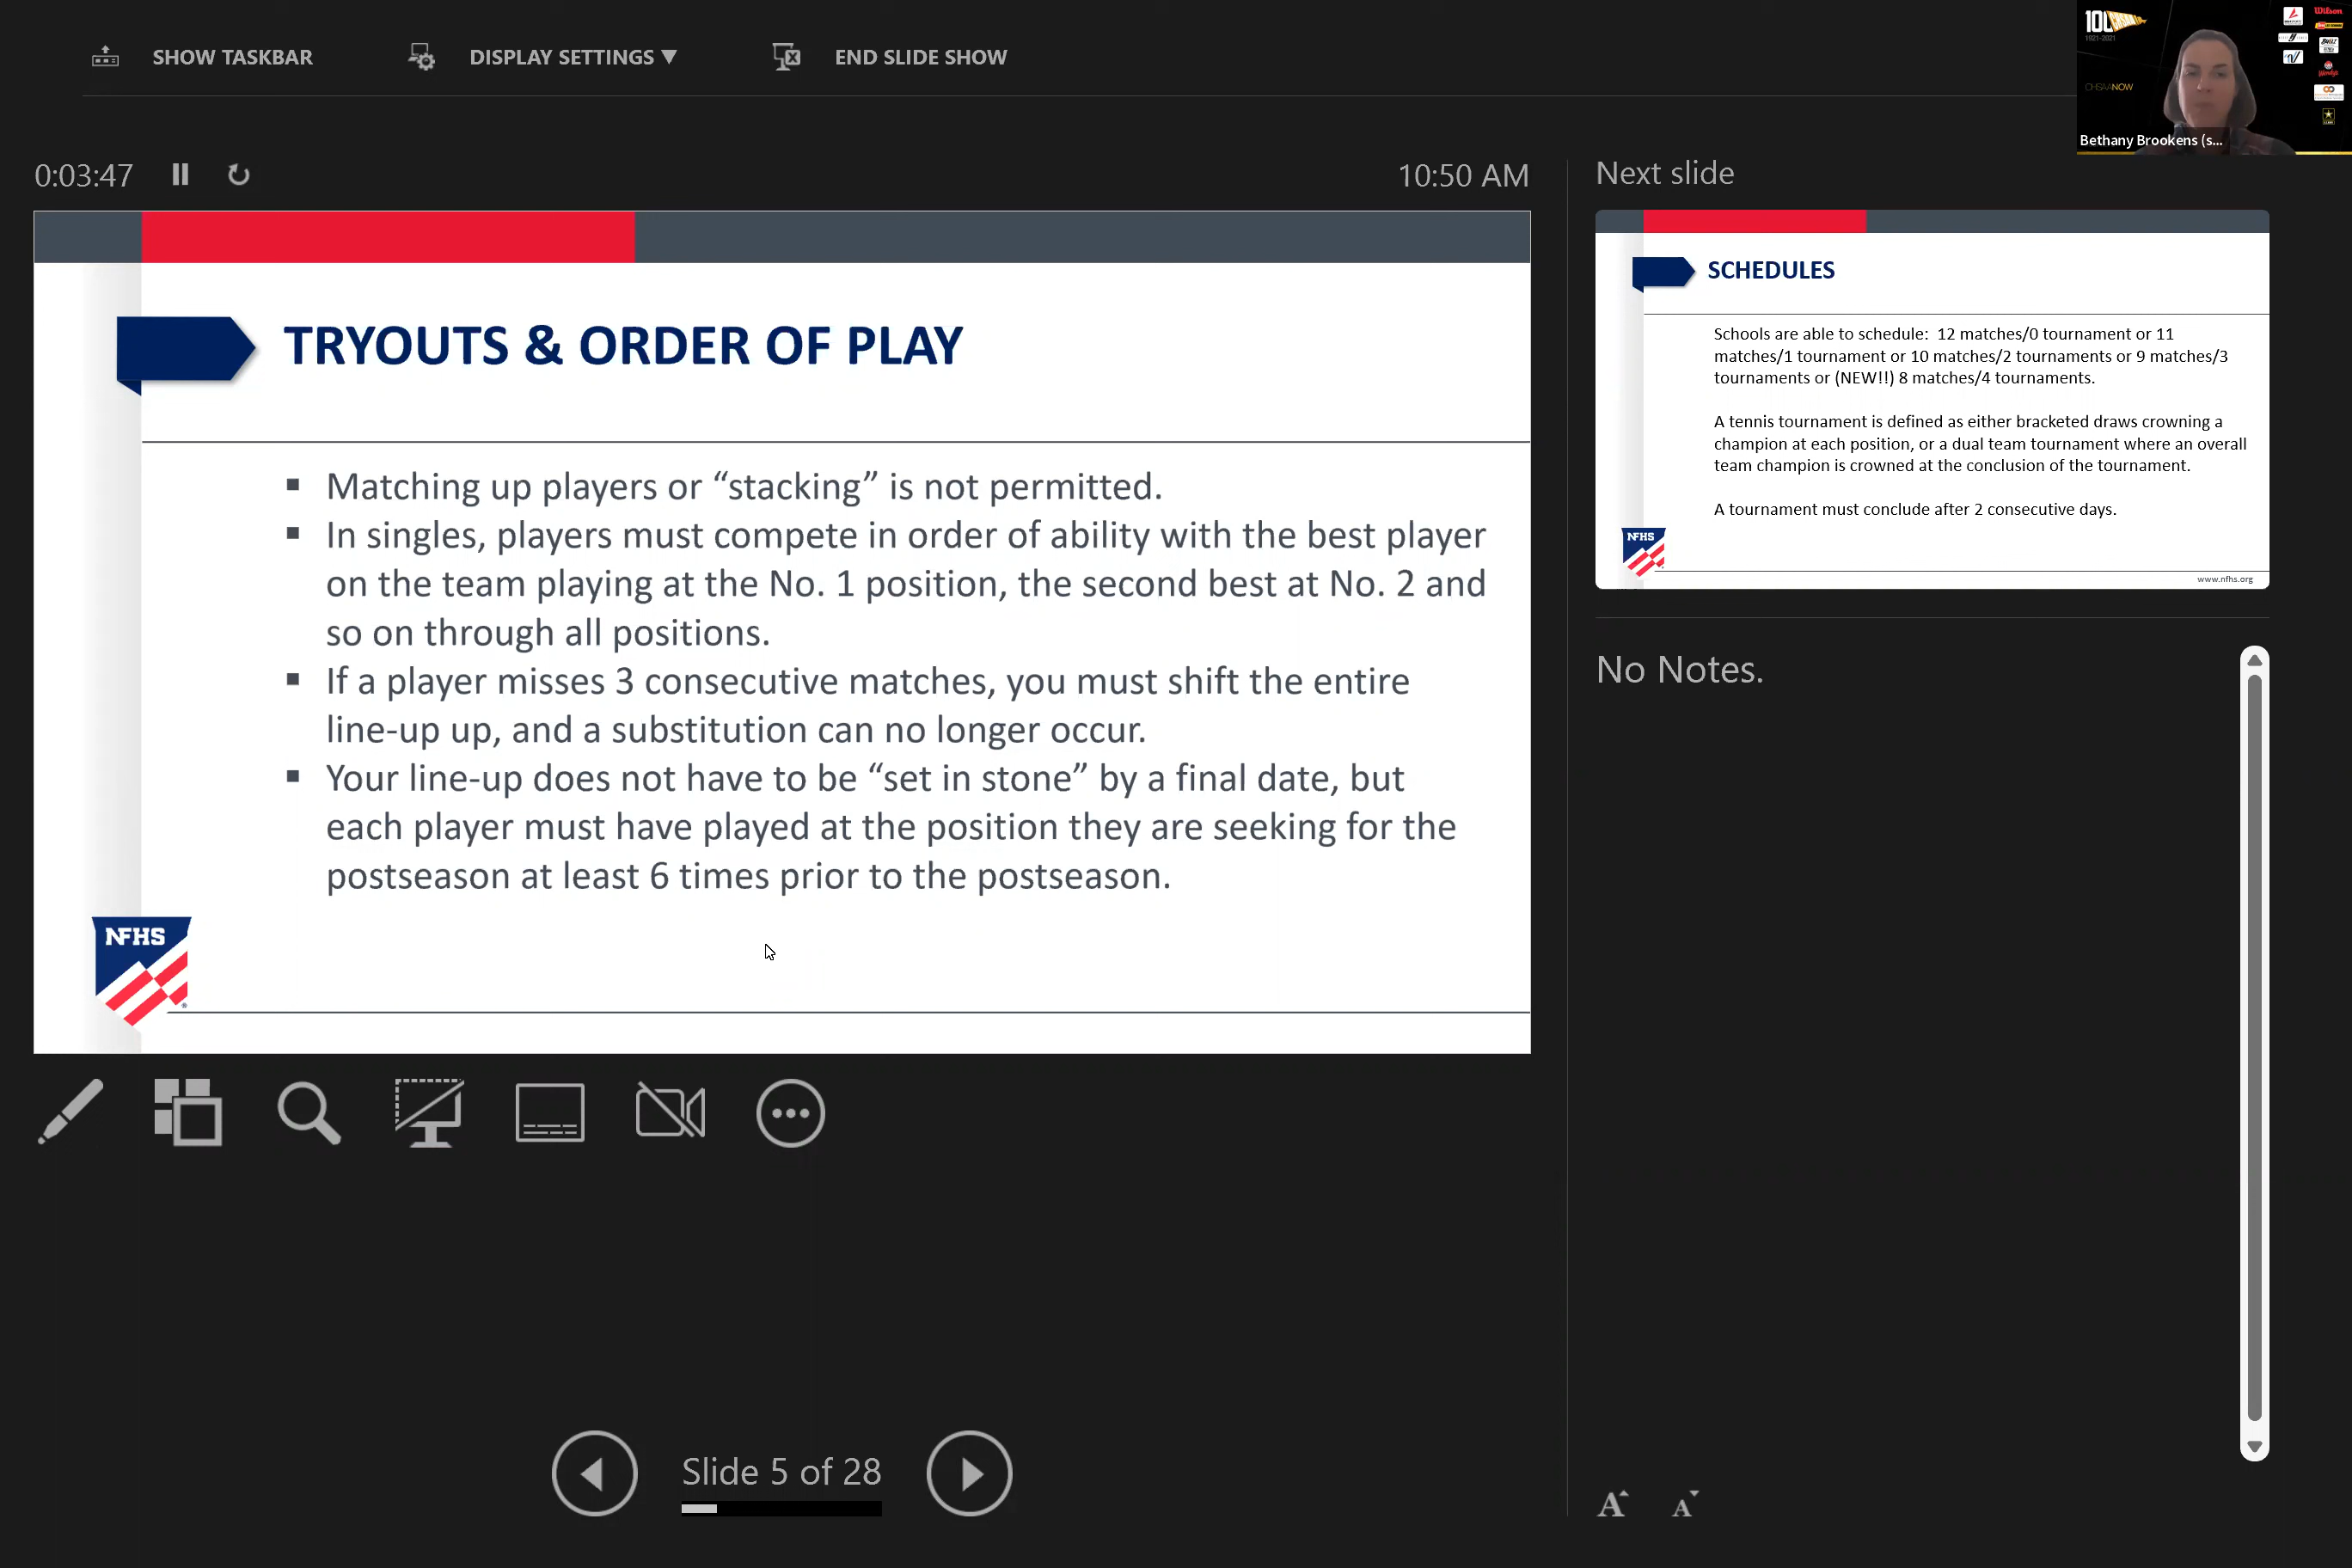 SHOW TASKBAR
DISPLAY SETTINGS ▼
END SLIDE SHOW
0:03:47
10:50 AM
TRYOUTS & ORDER OF PLAY
▪ Matching up players or “stacking” is not permitted.
▪ In singles, players must compete in order of ability with the best player
on the team playing at the No. 1 position, the second best at No. 2 and
so on through all positions.
▪ If a player misses 3 consecutive matches, you must shift the entire
line-up up, and a substitution can no longer occur.
▪ Your line-up does not have to be “set in stone” by a final date, but
each player must have played at the position they are seeking for the
postseason at least 6 times prior to the postseason.
NFHS
Slide 5 of 28
Next slide
SCHEDULES
Schools are able to schedule: 12 matches/0 tournament or 11
matches/1 tournament or 10 matches/2 tournaments or 9 matches/3
tournaments or (NEW!!) 8 matches/4 tournaments.
A tennis tournament is defined as either bracketed draws crowning a
champion at each position, or a dual team tournament where an overall
team champion is crowned at the conclusion of the tournament.
A tournament must conclude after 2 consecutive days.
NFHS
www.nfhs.org
No Notes.
A A
1921-2021
CHSAANOW
Wilson
Wendy's
Bethany Brookens (s...